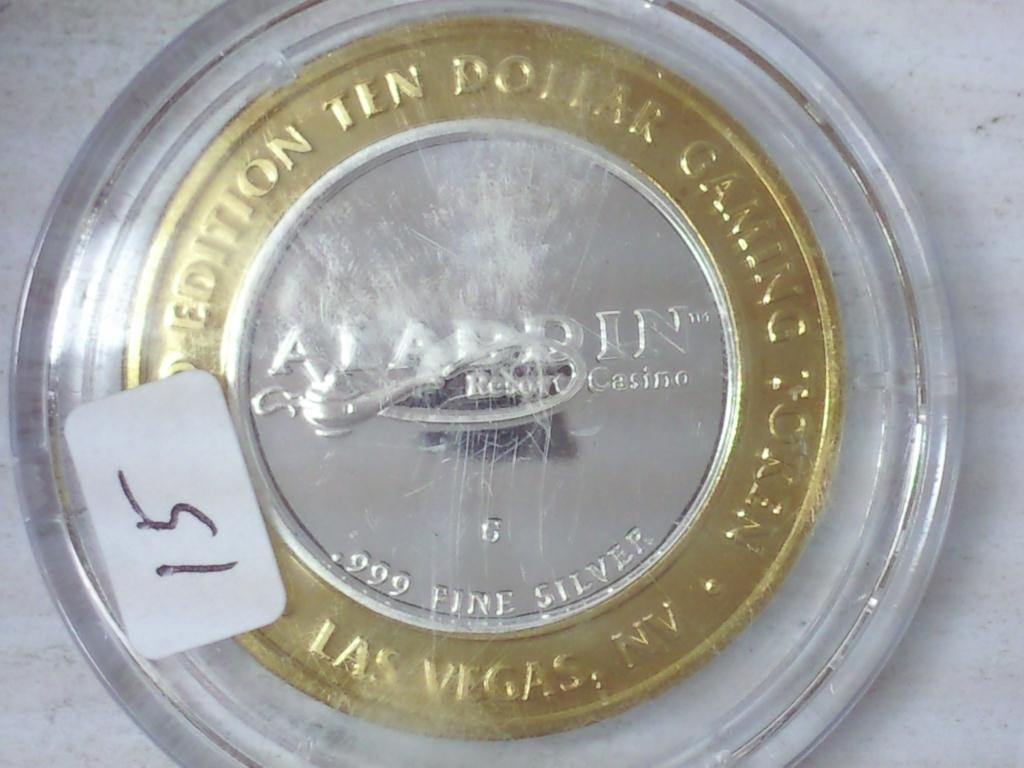 EDITION TEN DOLLAR GAMING TOKEN
ALADDIN™
Resort Casino
G
.999 FINE SILVER
LAS VEGAS, NV
15